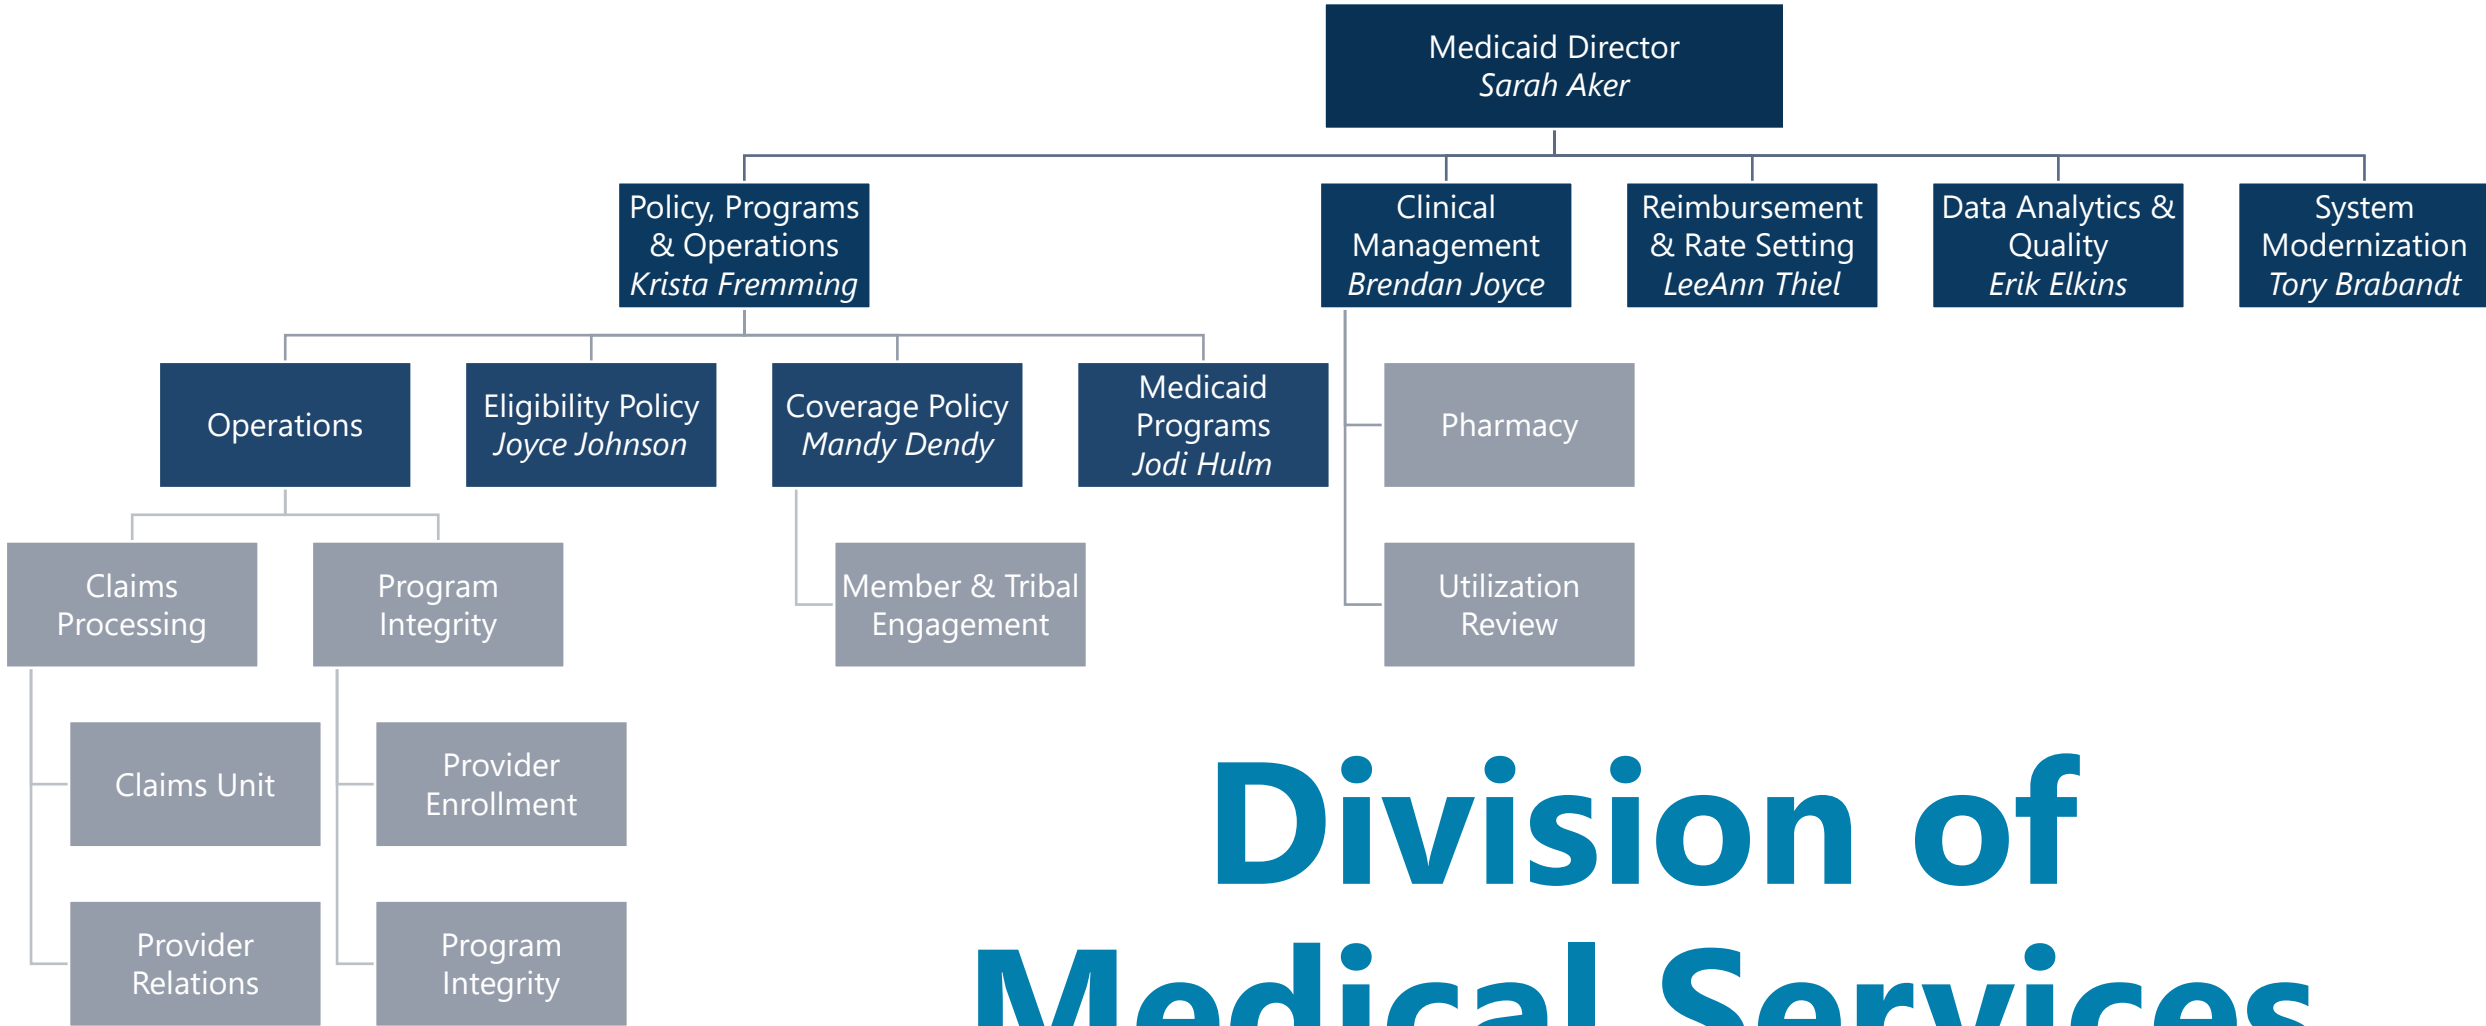 Medicaid Director
Sarah Aker
Policy, Programs
& Operations
Krista Fremming
Clinical
Management
Brendan Joyce
Reimbursement
& Rate Setting
LeeAnn Thiel
Data Analytics &
Quality
Erik Elkins
System
Modernization
Tory Brabandt
Operations
Eligibility Policy
Joyce Johnson
Coverage Policy
Mandy Dendy
Medicaid
Programs
Jodi Hulm
Pharmacy
Claims
Processing
Program
Integrity
Member & Tribal
Engagement
Utilization
Review
Claims Unit
Provider
Enrollment
Provider
Relations
Program
Integrity
Division of
Medical Services